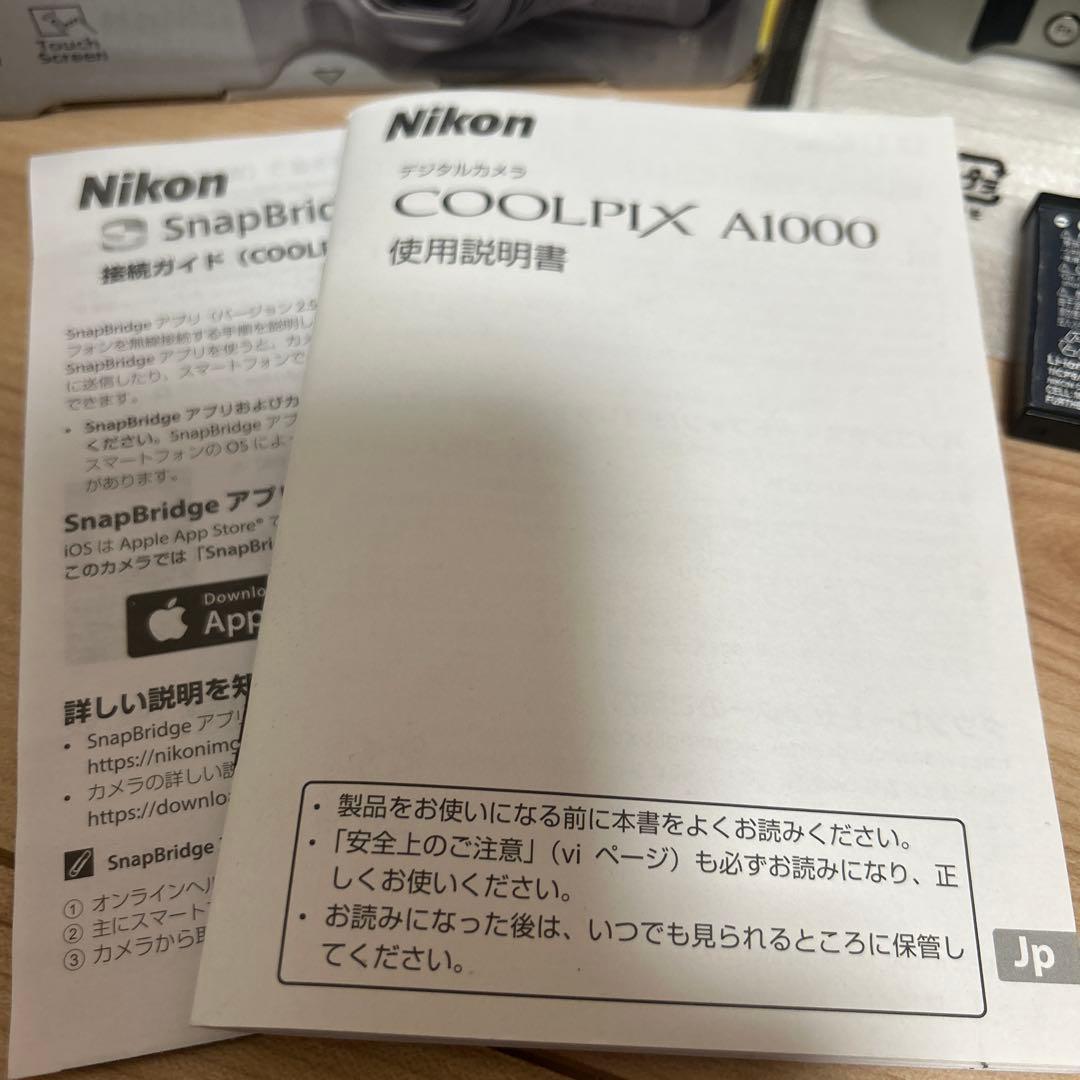 Touch
Screen
Nikon
SnapBrid
接続ガイド（COOL
SnapBridge アプリ（バージョン 2.5
フォンを無線接続する手順を説明し
SnapBridge アプリを使うと、カメ
に送信したり、スマートフォンで
できます。
• SnapBridge アプリおよびカ
ください。SnapBridge アプ
スマートフォンの OS によっ
があります。
SnapBridge アプリ
iOS は Apple App Store® で
このカメラでは「SnapBri
Downlo
App
詳しい説明を知
• SnapBridge アプリ
https://nikonimg
• カメラの詳しい説
https://downlo
SnapBridge
① オンラインヘル
② 主にスマート
③ カメラから取
Nikon
デジタルカメラ
COOLPIX A1000
使用説明書
• 製品をお使いになる前に本書をよくお読みください。
• 「安全上のご注意」（vi ページ）も必ずお読みになり、正
しくお使いください。
• お読みになった後は、いつでも見られるところに保管し
てください。
Jp
Li-ion